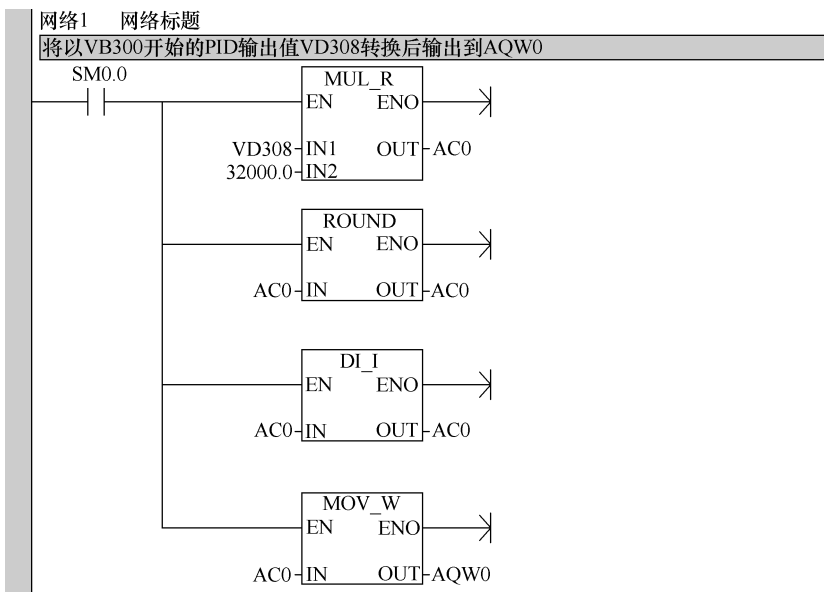 网络1 网络标题
将以VB300开始的PID输出值VD308转换后输出到AQW0
SM0.0
MUL_R
EN ENO
VD308 IN1 OUT AC0
32000.0 IN2
ROUND
EN ENO
AC0 IN OUT AC0
DI_I
EN ENO
AC0 IN OUT AC0
MOV_W
EN ENO
AC0 IN OUT AQW0